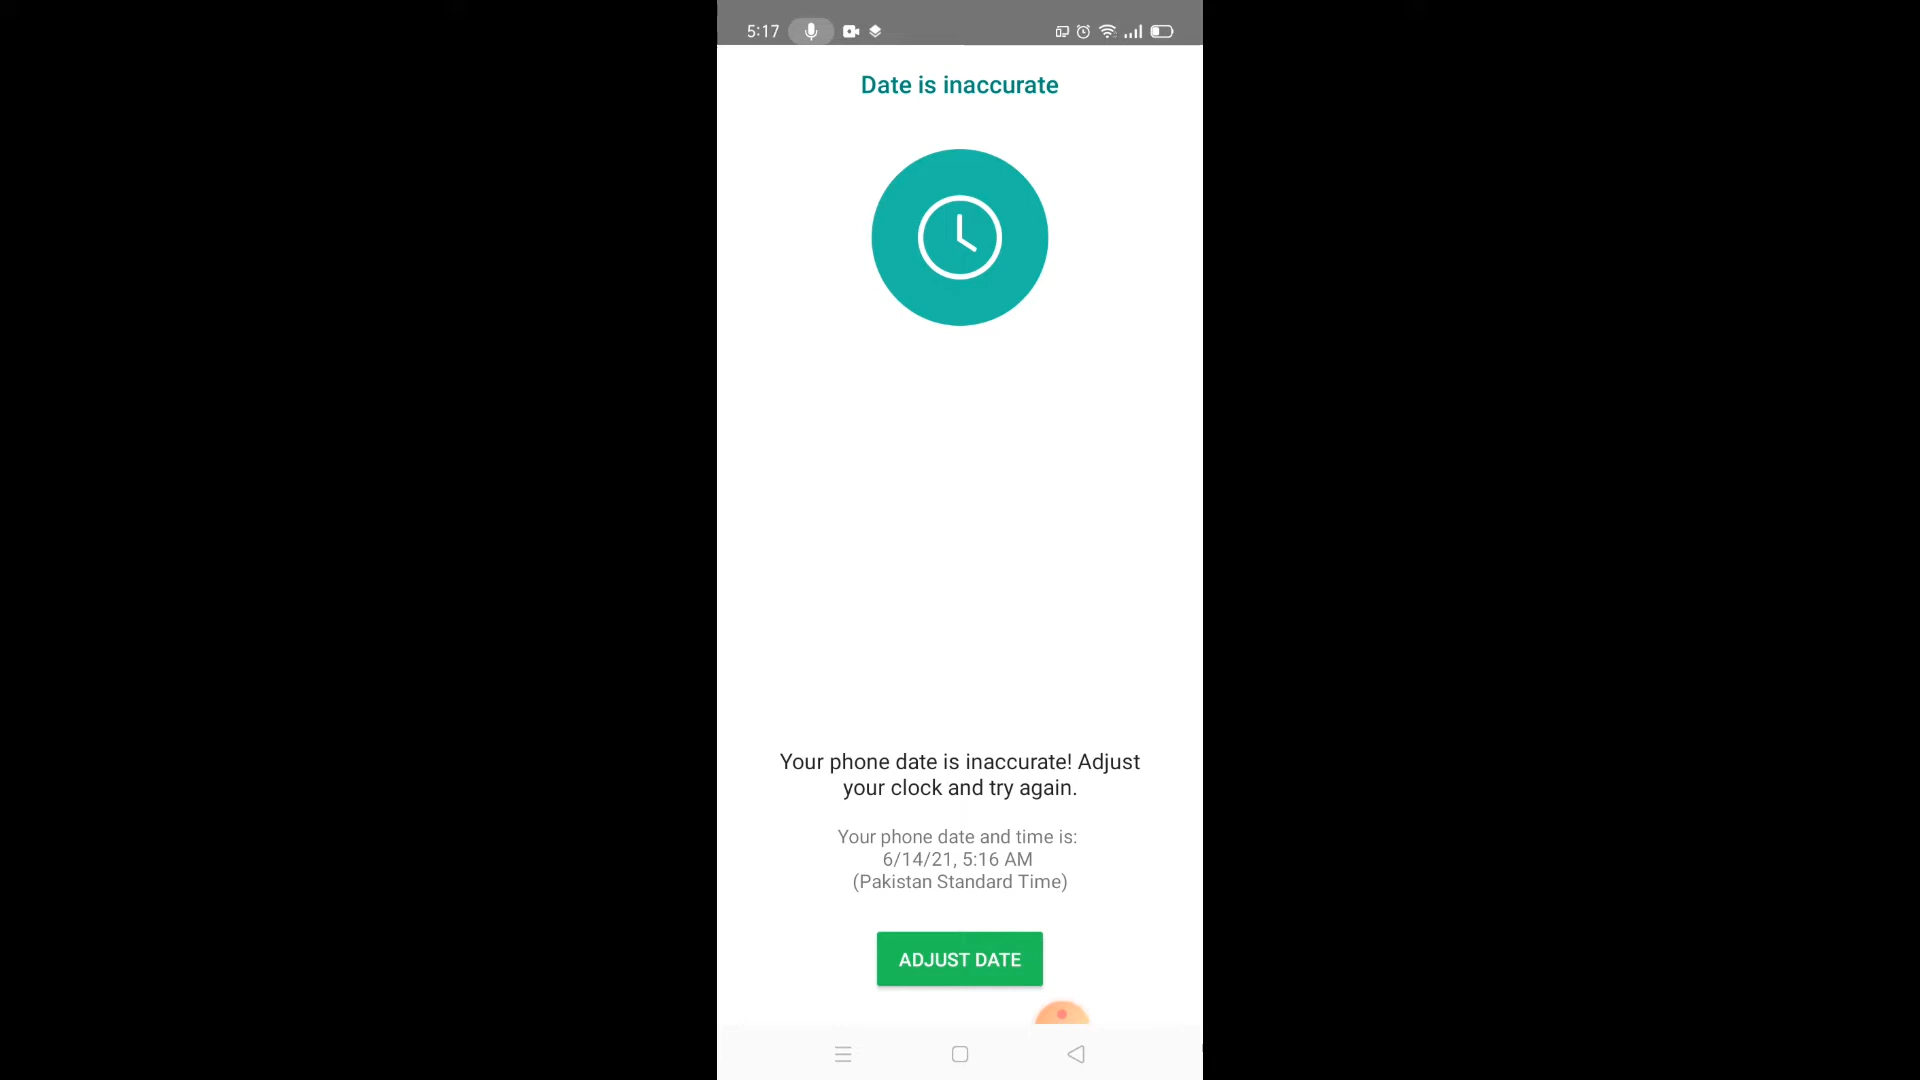 5:17
Date is inaccurate
Your phone date is inaccurate! Adjust
your clock and try again.
Your phone date and time is:
6/14/21, 5:16 AM
(Pakistan Standard Time)
ADJUST DATE